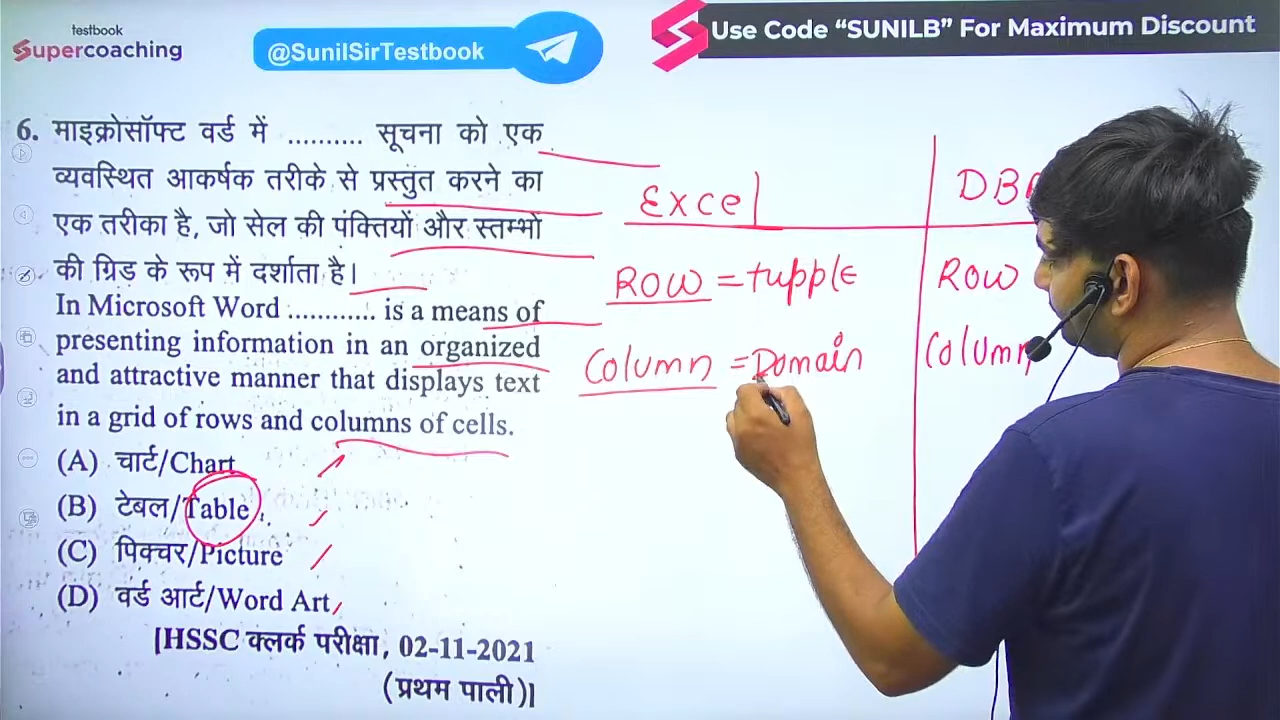 testbook
Supercoaching
@SunilSirTestbook
Use Code “SUNILB” For Maximum Discount
6. माइक्रोसॉफ्ट वर्ड में .......... सूचना को एक
व्यवस्थित आकर्षक तरीके से प्रस्तुत करने का
एक तरीका है, जो सेल की पंक्तियों और स्तम्भो
की ग्रिड के रूप में दर्शाता है।
In Microsoft Word ............ is a means of
presenting information in an organized
and attractive manner that displays text
in a grid of rows and columns of cells.
(A) चार्ट/Chart
(B) टेबल/Table
(C) पिक्चर/Picture
(D) वर्ड आर्ट/Word Art
[HSSC क्लर्क परीक्षा, 02-11-2021
(प्रथम पाली)]
Excel
ROW = tupple
Column = Domain
ROW
Column